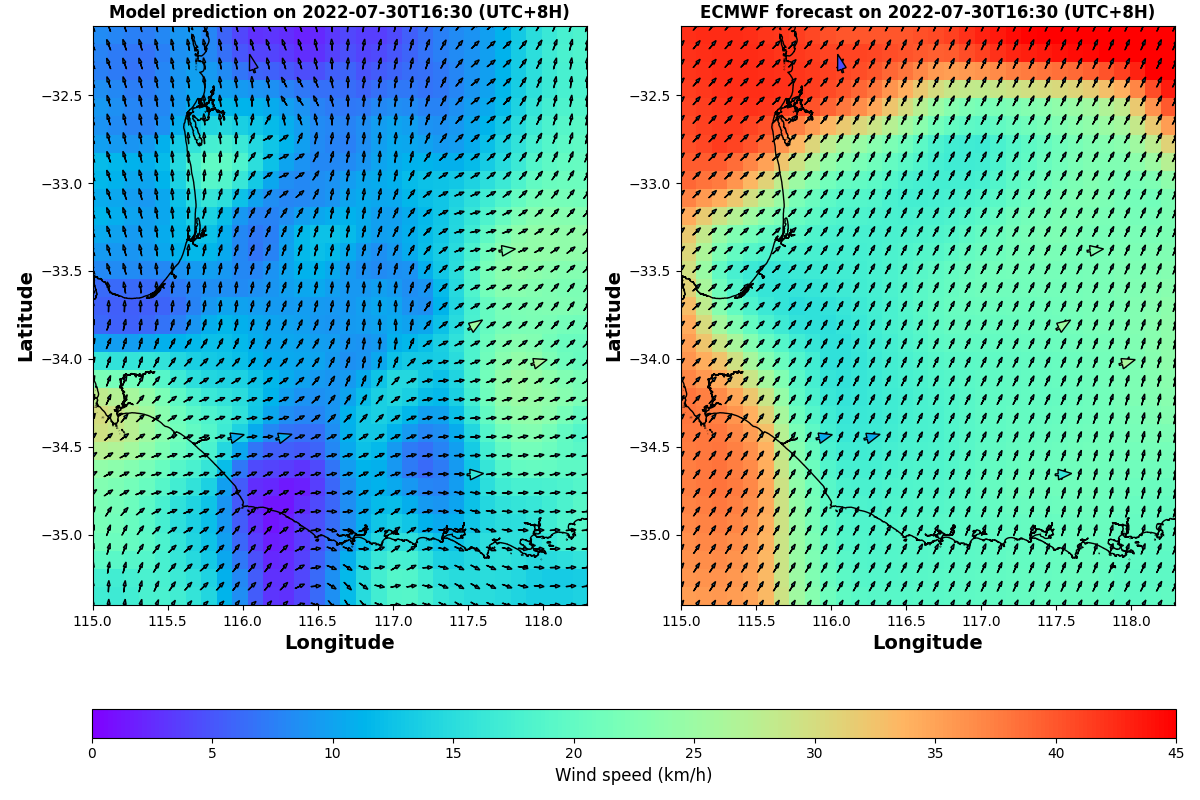 Model prediction on 2022-07-30T16:30 (UTC+8H) ECMWF forecast on 2022-07-30T16:30 (UTC+8H)
−32.5 −32.5
−33.0 −33.0
−33.5 −33.5
Latitude Latitude
−34.0 −34.0
−34.5 −34.5
−35.0 −35.0
115.0 115.5 116.0 116.5 117.0 117.5 118.0 115.0 115.5 116.0 116.5 117.0 117.5 118.0
Longitude Longitude
0 5 10 15 20 25 30 35 40 45
Wind speed (km/h)